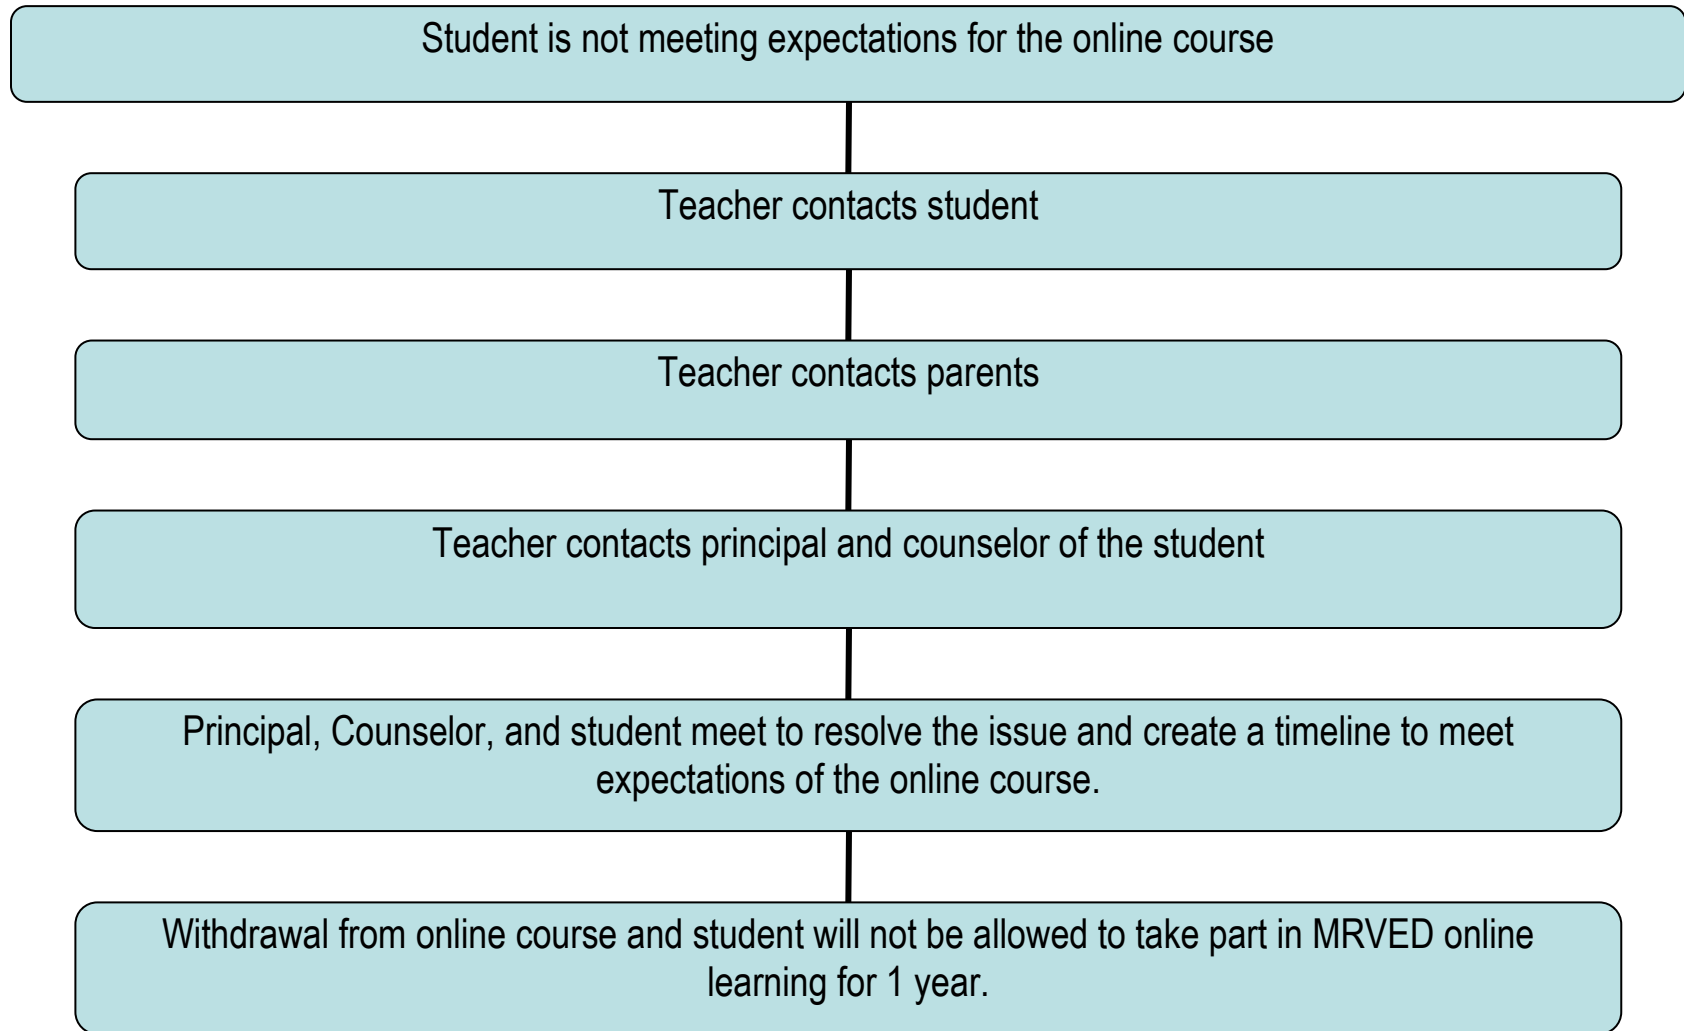 Student is not meeting expectations for the online course
Teacher contacts student
Teacher contacts parents
Teacher contacts principal and counselor of the student
Principal, Counselor, and student meet to resolve the issue and create a timeline to meet
expectations of the online course.
Withdrawal from online course and student will not be allowed to take part in MRVED online
learning for 1 year.